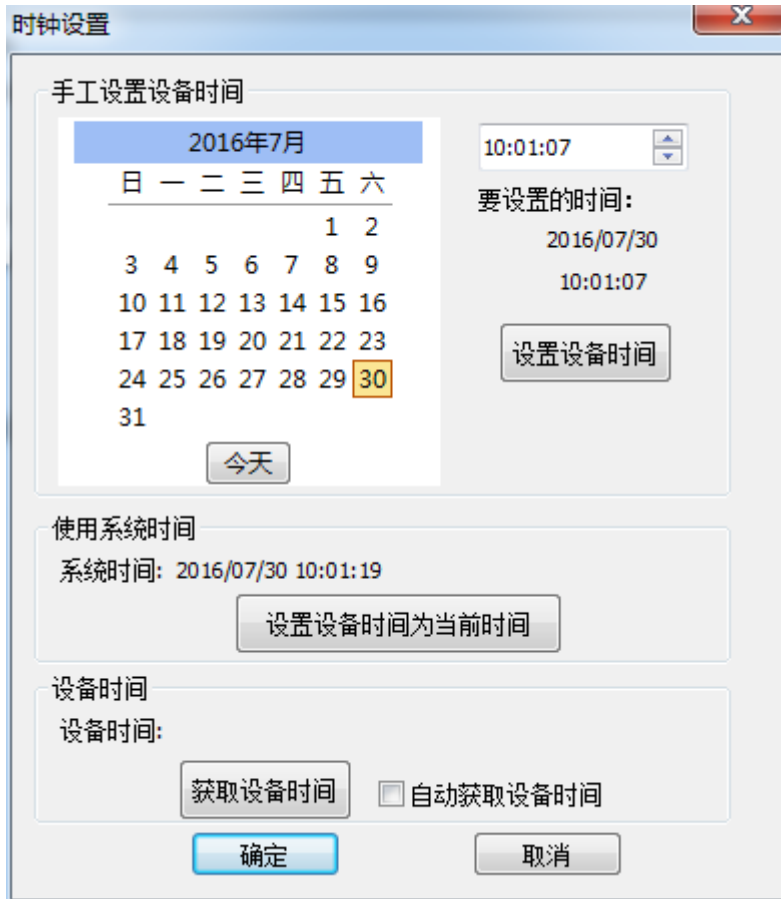 时钟设置
手工设置设备时间
2016年7月
日 一 二 三 四 五 六
1 2
3 4 5 6 7 8 9
10 11 12 13 14 15 16
17 18 19 20 21 22 23
24 25 26 27 28 29 30
31
今天
10:01:07
要设置的时间:
2016/07/30
10:01:07
设置设备时间
使用系统时间
系统时间: 2016/07/30 10:01:19
设置设备时间为当前时间
设备时间
设备时间:
获取设备时间 自动获取设备时间
确定 取消